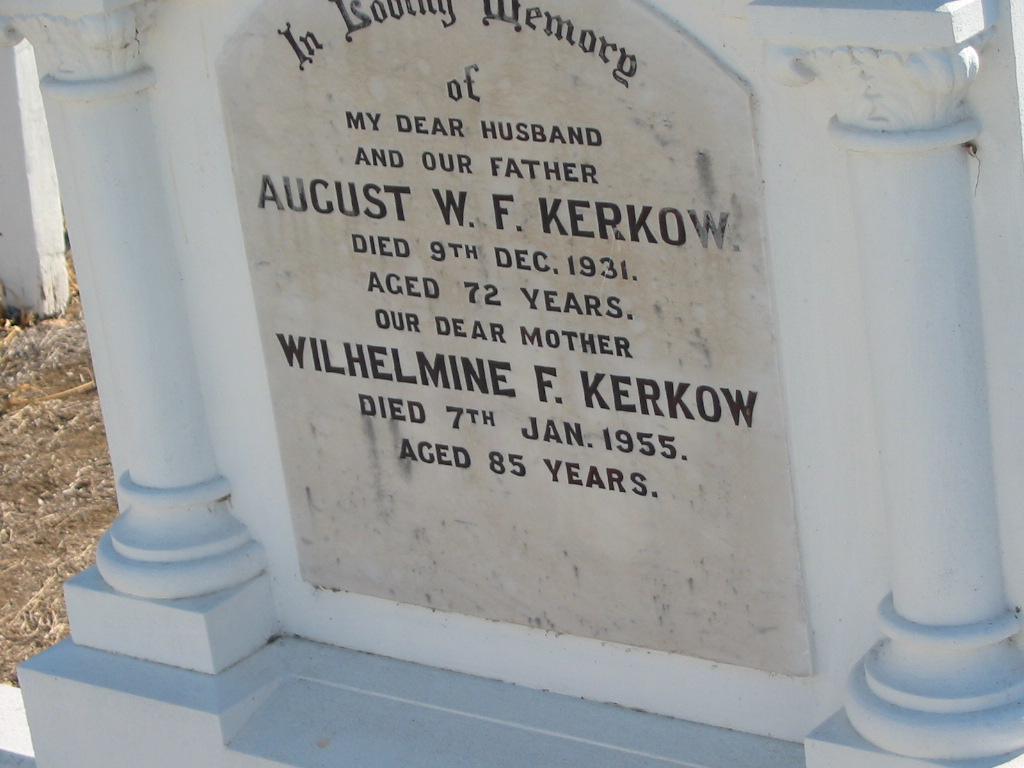 In Loving Memory
of
MY DEAR HUSBAND
AND OUR FATHER
AUGUST W. F. KERKOW.
DIED 9TH DEC. 1931.
AGED 72 YEARS.
OUR DEAR MOTHER
WILHELMINE F. KERKOW
DIED 7TH JAN. 1955.
AGED 85 YEARS.